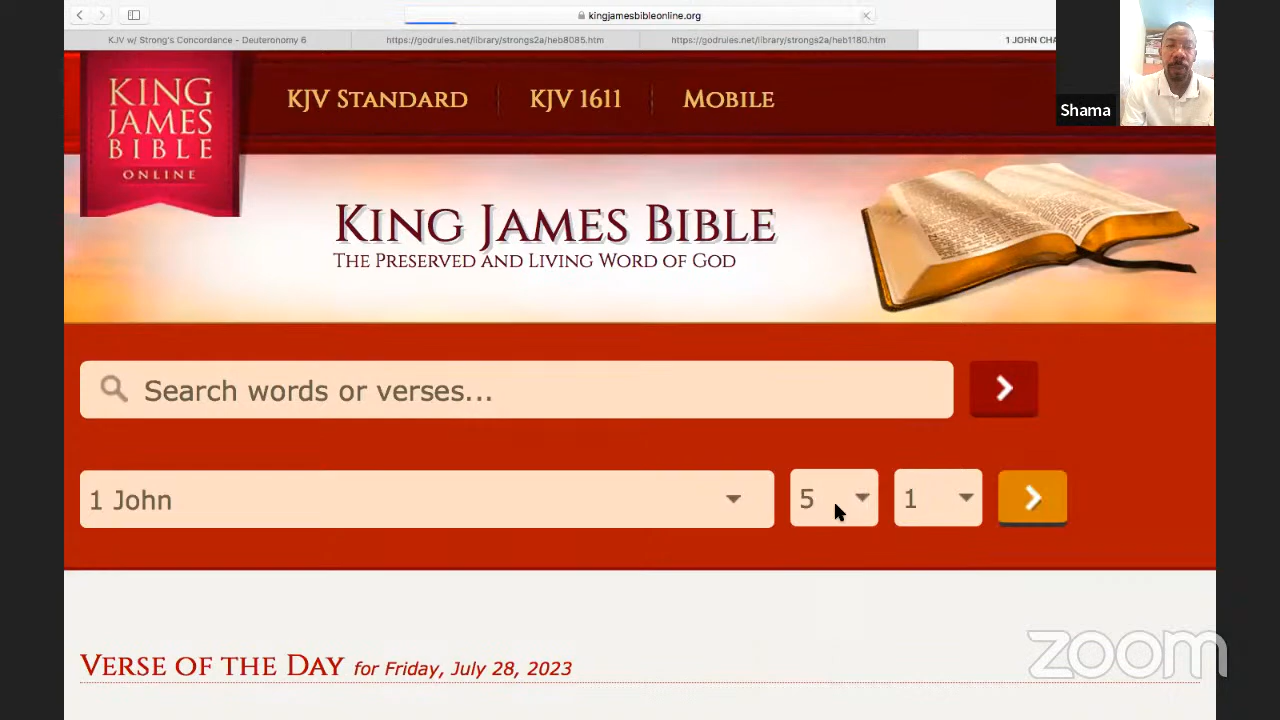 kingjamesbibleonline.org
KJV w/ Strong's Concordance - Deuteronomy 6
https://godrules.net/library/strongs2a/heb8085.htm
https://godrules.net/library/strongs2a/heb1180.htm
1 JOHN CHA
Shama
KING
JAMES
BIBLE
ONLINE
KJV STANDARD
KJV 1611
MOBILE
KING JAMES BIBLE
THE PRESERVED AND LIVING WORD OF GOD
Search words or verses...
1 John
5
1
VERSE OF THE DAY for Friday, July 28, 2023
zoom